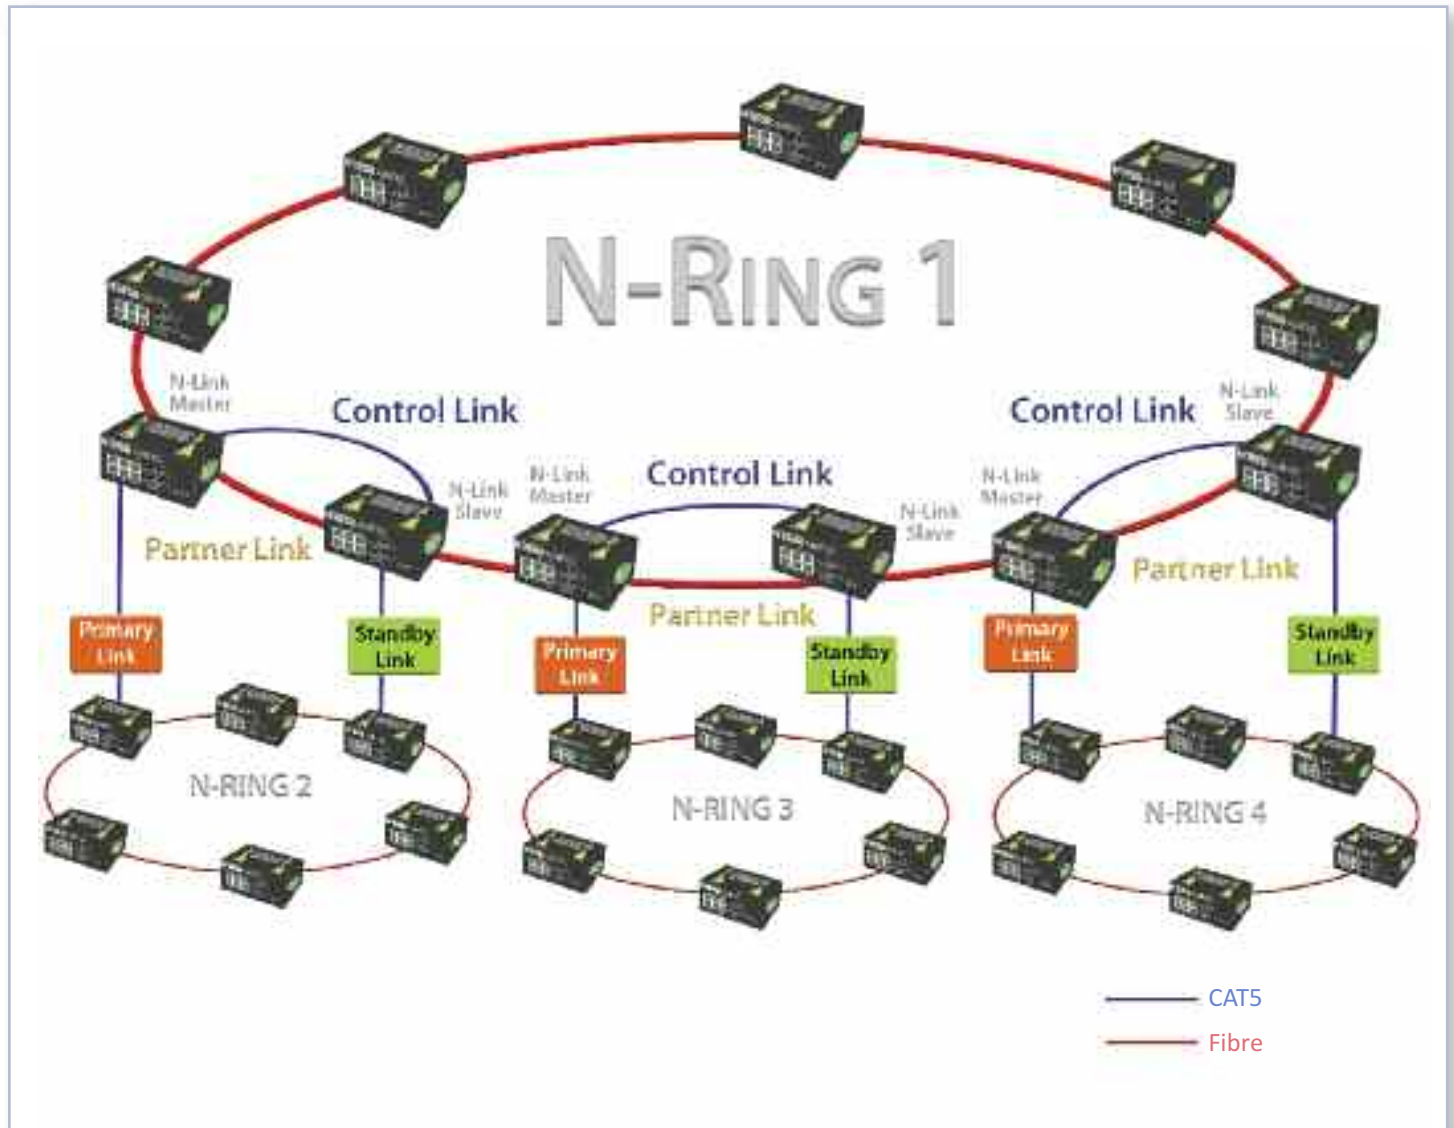 N-RING 1
N-Link
Master
Control Link
Control Link
N-Link
Slave
N-Link
Slave
N-Link
Master
Control Link
N-Link
Slave
N-Link
Master
Partner Link
Partner Link
Partner Link
Primary
Link
Standby
Link
Primary
Link
Standby
Link
Primary
Link
Standby
Link
N-RING 2
N-RING 3
N-RING 4
CAT5
Fibre